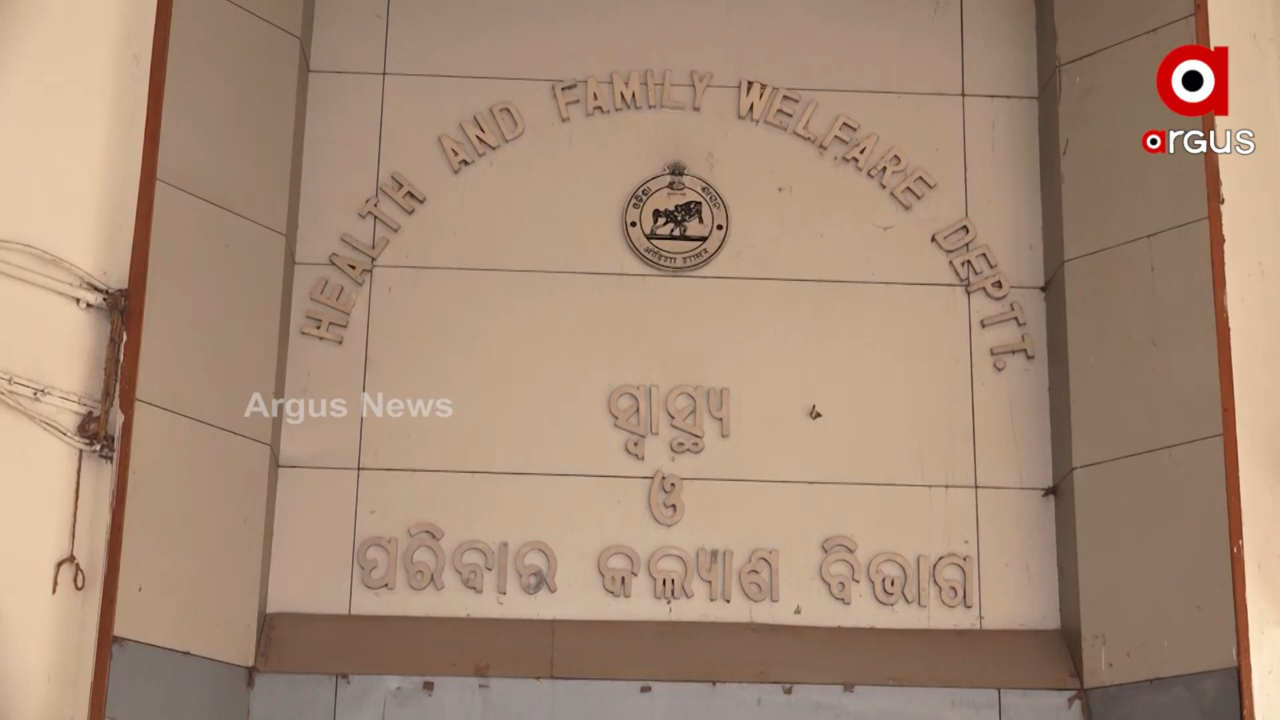 argus
HEALTH AND FAMILY WELFARE DEPTT.
Argus News
ସ୍ୱାସ୍ଥ୍ୟ
ଓ
ପରିବାର କଲ୍ୟାଣ ବିଭାଗ